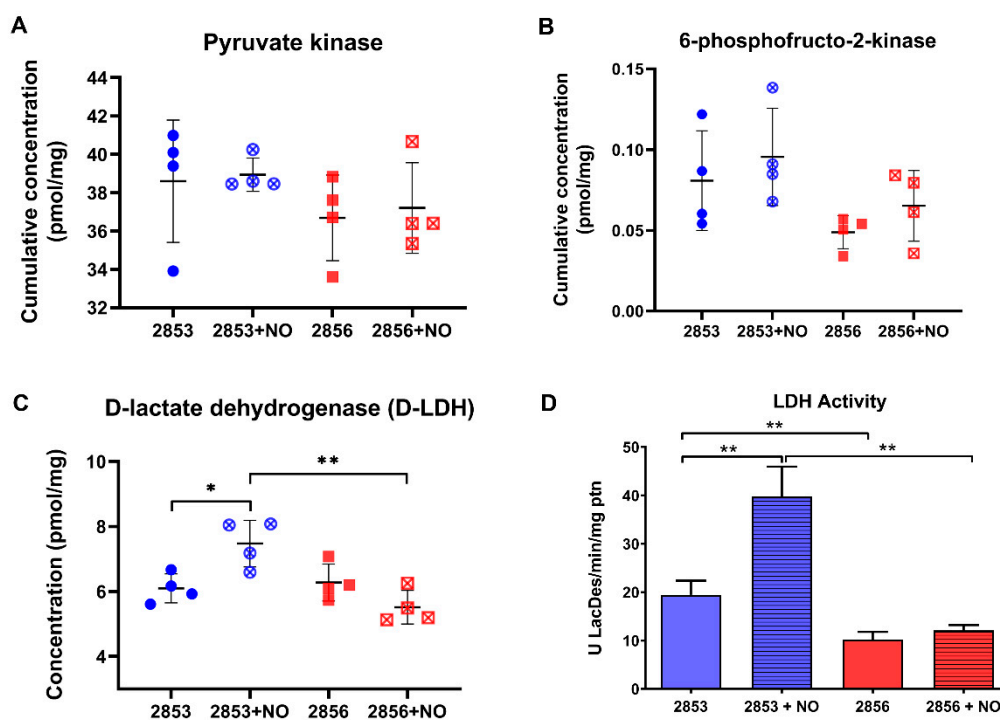 A
Pyruvate kinase
Cumulative concentration
(pmol/mg)
44
42
40
38
36
34
32
2853 2853+NO 2856 2856+NO
B
6-phosphofructo-2-kinase
Cumulative concentration
(pmol/mg)
0.15
0.10
0.05
0.00
2853 2853+NO 2856 2856+NO
C
D-lactate dehydrogenase (D-LDH)
Concentration (pmol/mg)
10
8
6
4
*
**
2853 2853+NO 2856 2856+NO
D
LDH Activity
U LacDes/min/mg ptn
50
40
30
20
10
0
**
**
**
2853 2853 + NO 2856 2856 + NO